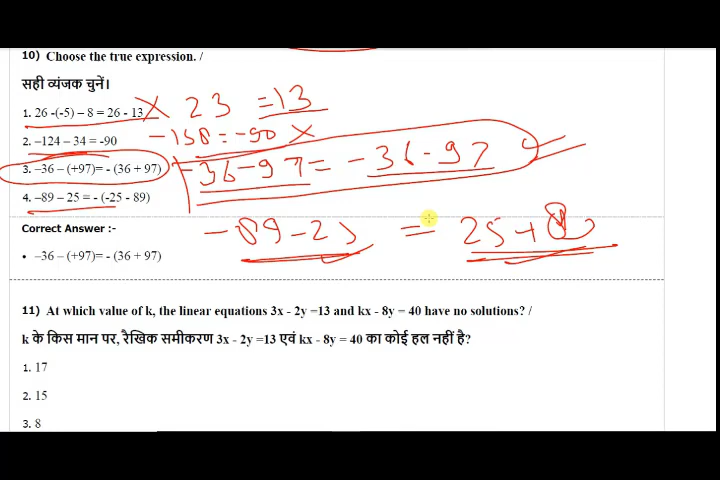 10) Choose the true expression. /
सही व्यंजक चुनें।
1. 26 -(-5) – 8 = 26 - 13 × 23 = 13
2. –124 – 34 = -90 –158 = –90 ×
3. –36 – (+97)= - (36 + 97) -36-97 = -36-97
4. –89 – 25 = - (-25 - 89)
-89-25 = 25+89
Correct Answer :-
• –36 – (+97)= - (36 + 97)
11) At which value of k, the linear equations 3x - 2y =13 and kx - 8y = 40 have no solutions? /
k के किस मान पर, रैखिक समीकरण 3x - 2y =13 एवं kx - 8y = 40 का कोई हल नहीं है?
1. 17
2. 15
3. 8